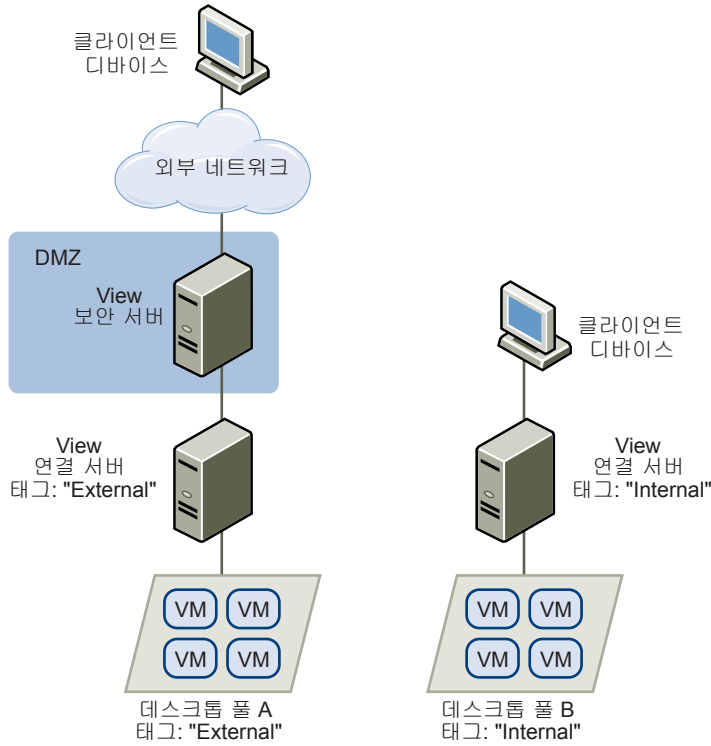 클라이언트
디바이스
외부 네트워크
DMZ
View
보안 서버
클라이언트
디바이스
View
연결 서버
태그: "External"
View
연결 서버
태그: "Internal"
VM VM
VM VM
VM VM
VM VM
데스크톱 풀 A
태그: "External"
데스크톱 풀 B
태그: "Internal"